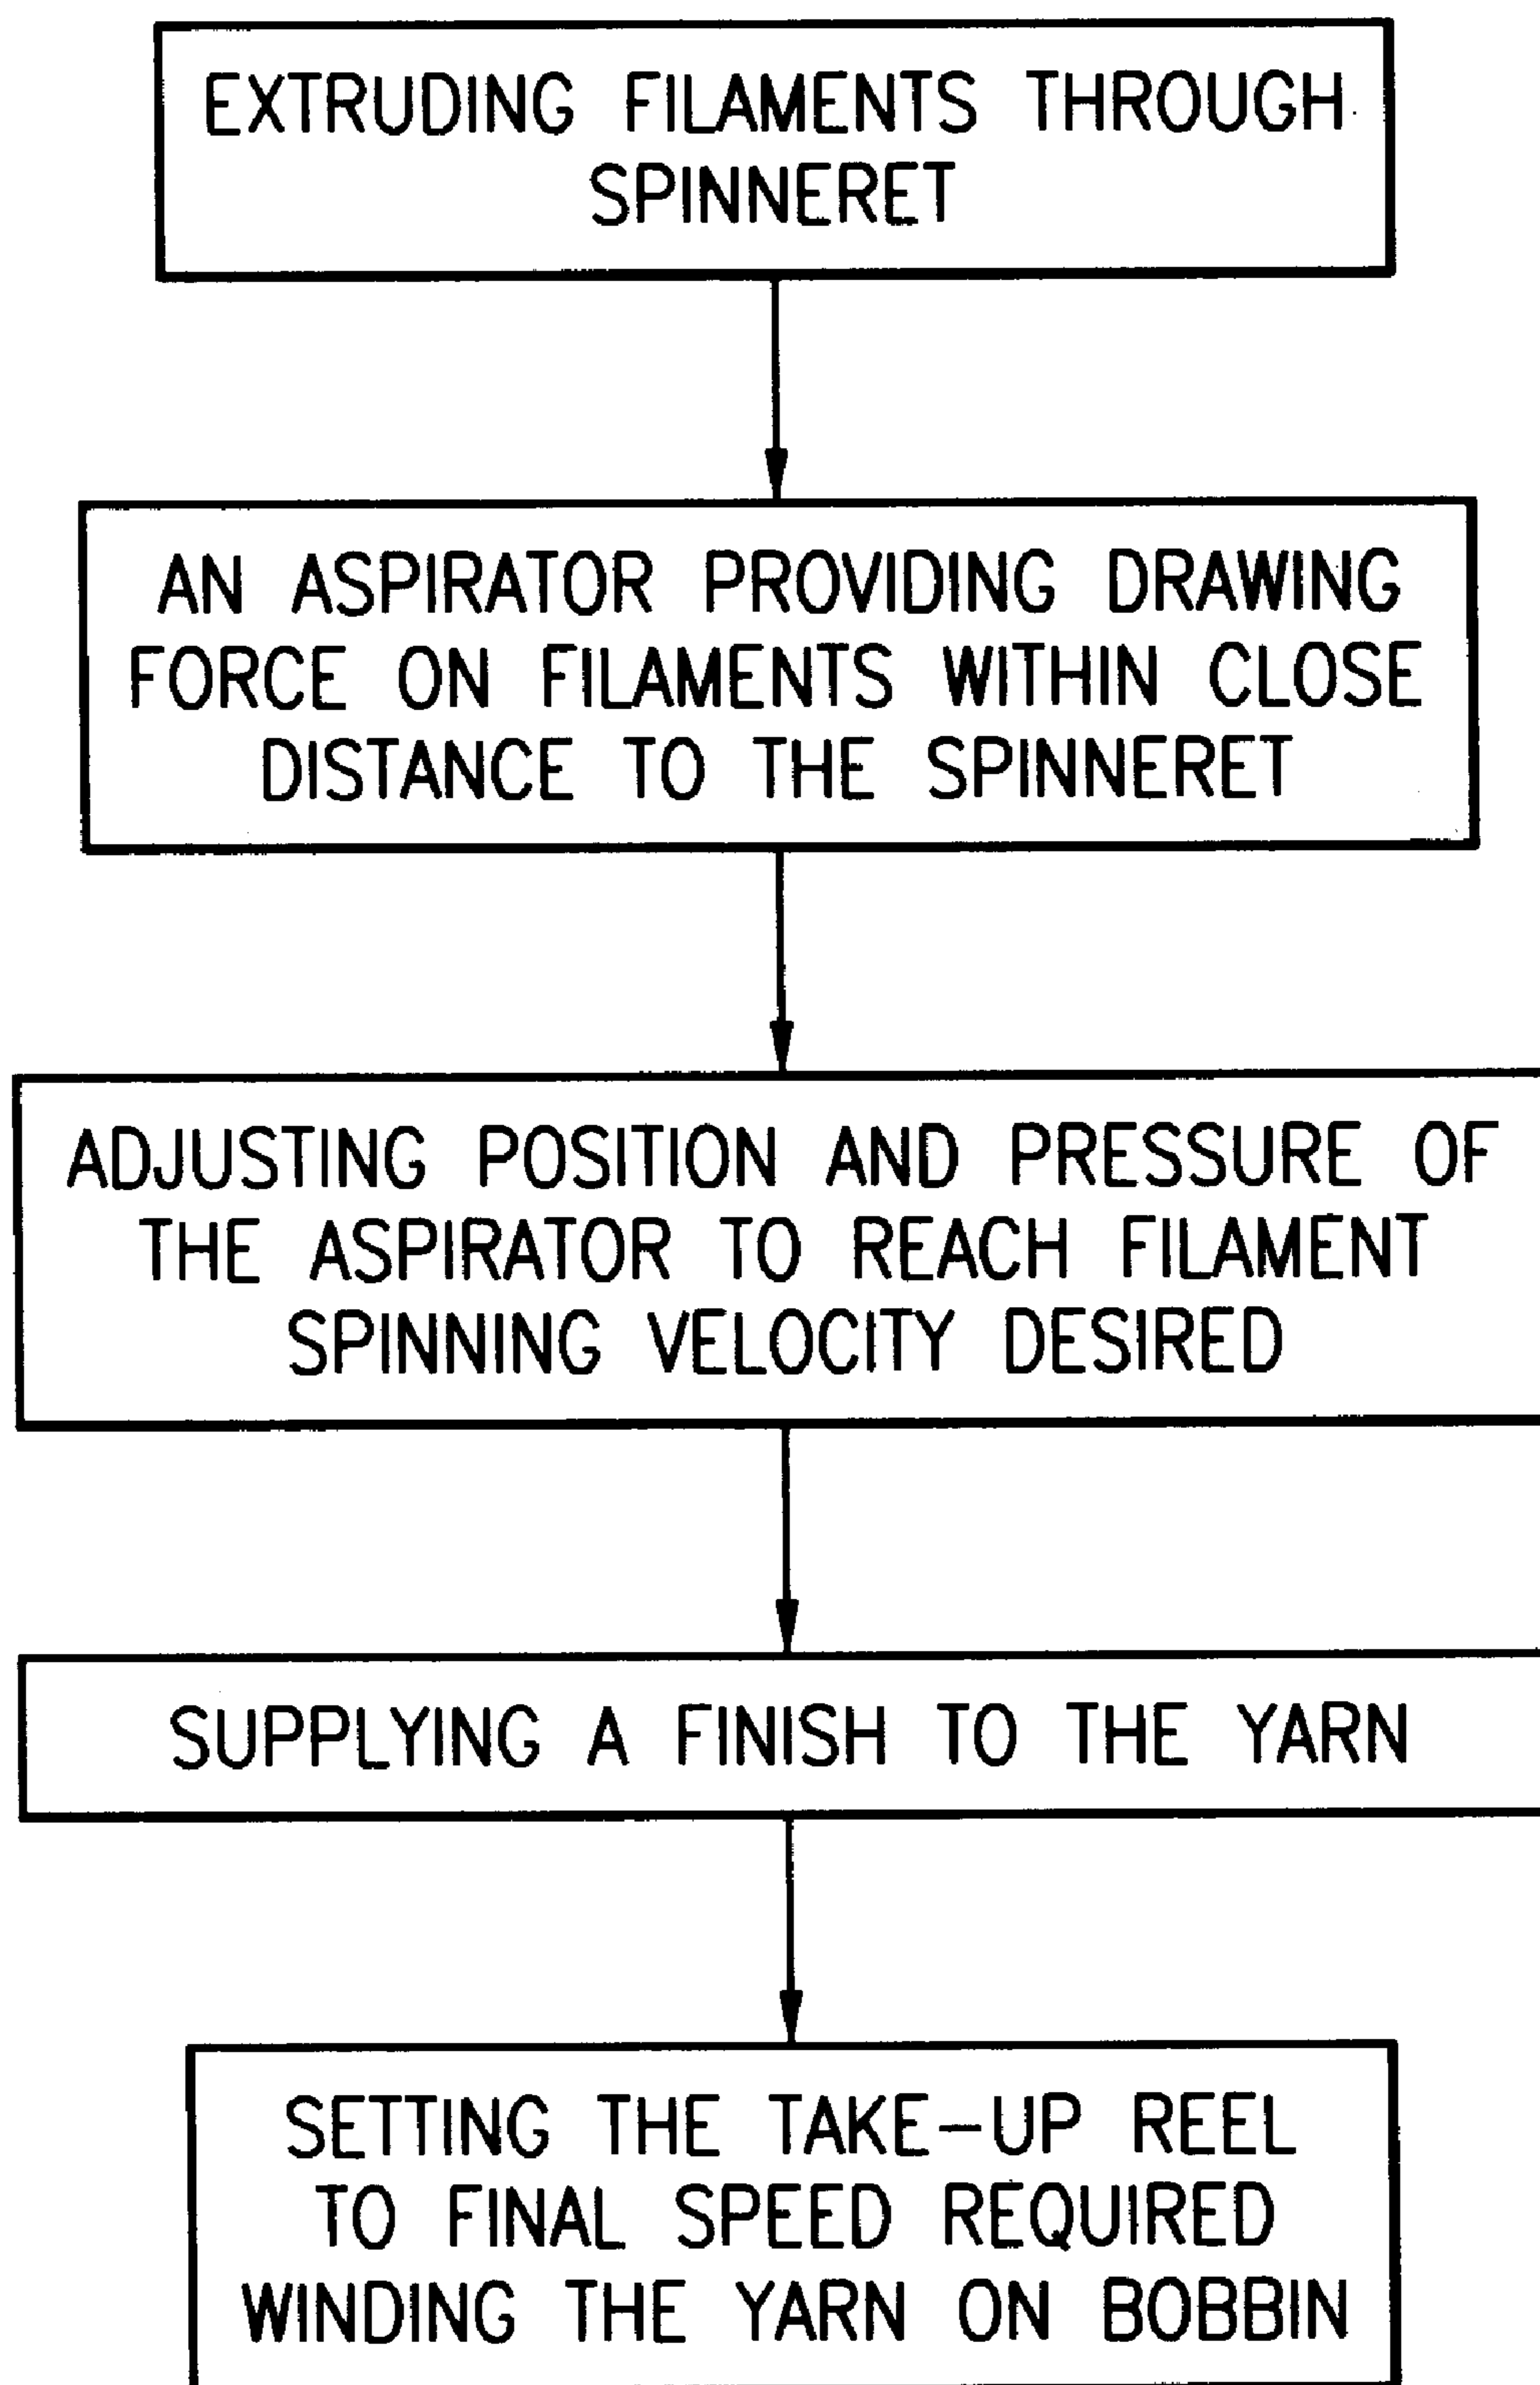 EXTRUDING FILAMENTS THROUGH
SPINNERET
AN ASPIRATOR PROVIDING DRAWING
FORCE ON FILAMENTS WITHIN CLOSE
DISTANCE TO THE SPINNERET
ADJUSTING POSITION AND PRESSURE OF
THE ASPIRATOR TO REACH FILAMENT
SPINNING VELOCITY DESIRED
SUPPLYING A FINISH TO THE YARN
SETTING THE TAKE-UP REEL
TO FINAL SPEED REQUIRED
WINDING THE YARN ON BOBBIN